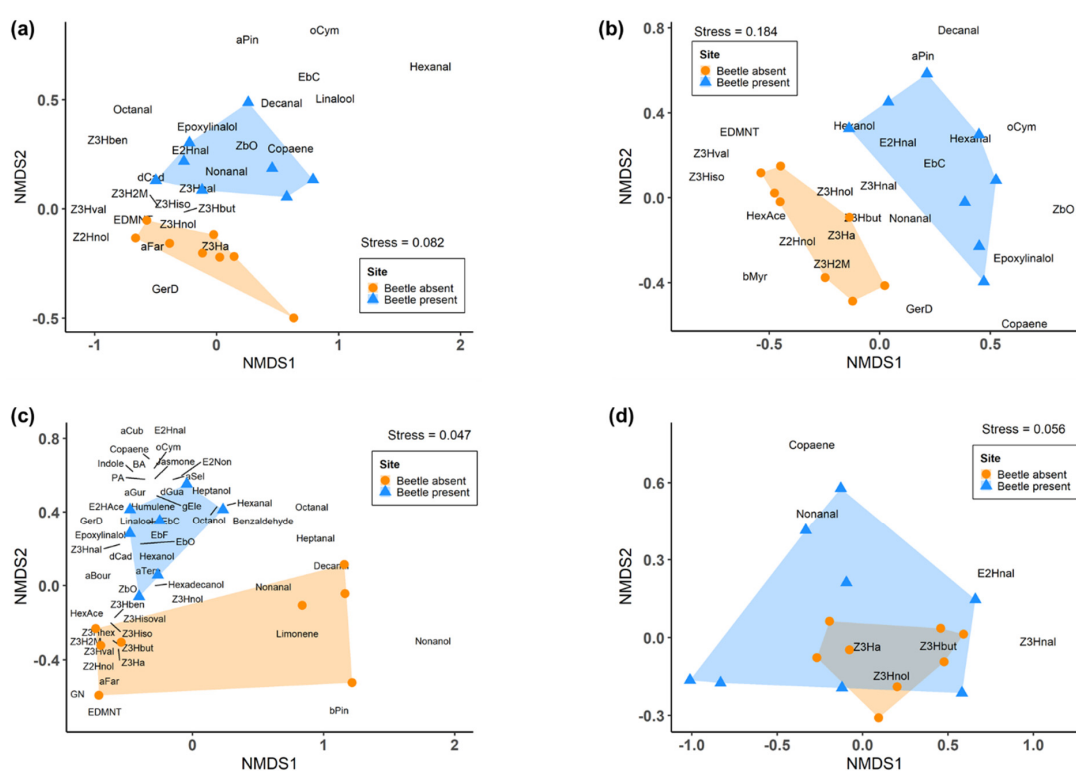 (a)
oCym
aPin
Hexanal
EbC
Decanal
Linalool
Octanal
Epoxylinalol
Z3Hben
ZbO
Copaene
E2Hnal
Nonanal
dCad
Z3Hnal
Z3H2M
Z3Hiso
Z3Hval
Z3Hbut
EDMNT
Z3Hnol
Z2Hnol
aFar
Z3Ha
GerD
Stress = 0.082
Site
Beetle absent
Beetle present
0.5
0.0
-0.5
NMDS2
-1
0
1
2
NMDS1
(b)
Stress = 0.184
Site
Beetle absent
Beetle present
Decanal
aPin
EDMNT
Hexanol
Hexanal
oCym
E2Hnal
Z3Hval
EbC
Z3Hiso
Z3Hnol
Z3Hnal
ZbO
HexAce
Z3Hbut
Nonanal
Z3Ha
Z2Hnol
Z3H2M
Epoxylinalol
bMyr
GerD
Copaene
0.8
0.4
0.0
-0.4
NMDS2
-0.5
0.0
0.5
NMDS1
(c)
Stress = 0.047
Site
Beetle absent
Beetle present
aCub
E2Hnal
Copaene
oCym
Indole
BA
Jasmone
E2Non
PA
aSel
aGur
dGua
Heptanol
E2HAce
Humulene
gEle
Hexanal
Octanal
GerD
Linalool
EbC
Octanol
Benzaldehyde
Epoxylinalol
EbF
EbO
Heptanal
Z3Hnal
dCad
Hexanol
Decanal
aBour
aTerp
Hexadecanol
Nonanal
ZbO
Z3Hnol
Z3Hben
HexAce
Z3Hisoval
Z3Hhex
Z3Hiso
Limonene
Z3H2M
Z3Hbut
Nonanol
Z3Hval
Z3Ha
Z2Hnol
aFar
GN
EDMNT
bPin
0.8
0.4
0.0
-0.4
NMDS2
0
1
2
NMDS1
(d)
Stress = 0.056
Site
Beetle absent
Beetle present
Copaene
Nonanal
E2Hnal
Z3Hnal
Z3Ha
Z3Hbut
Z3Hnol
0.6
0.3
0.0
-0.3
NMDS2
-1.0
-0.5
0.0
0.5
1.0
NMDS1